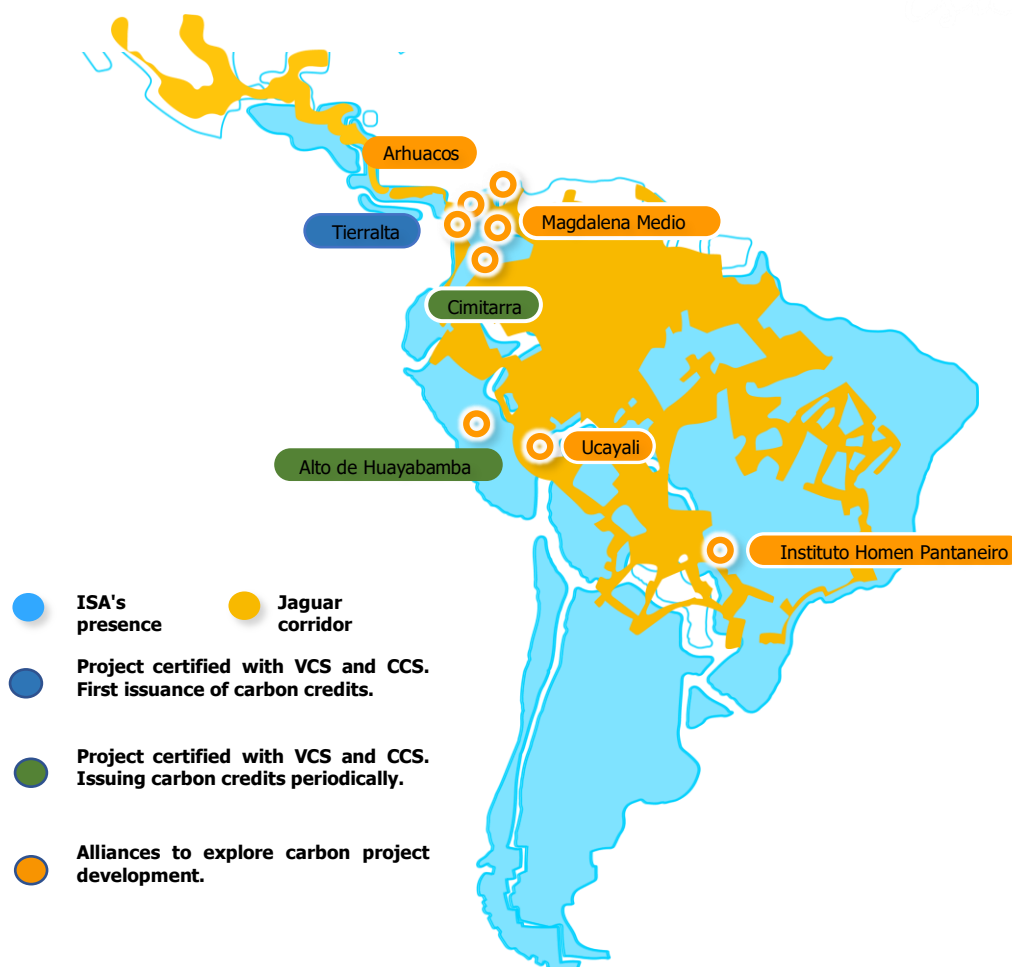 Arhuacos
Tierralta
Magdalena Medio
Cimitarra
Ucayali
Alto de Huayabamba
Instituto Homen Pantaneiro
ISA's
presence
Jaguar
corridor
Project certified with VCS and CCS.
First issuance of carbon credits.
Project certified with VCS and CCS.
Issuing carbon credits periodically.
Alliances to explore carbon project
development.